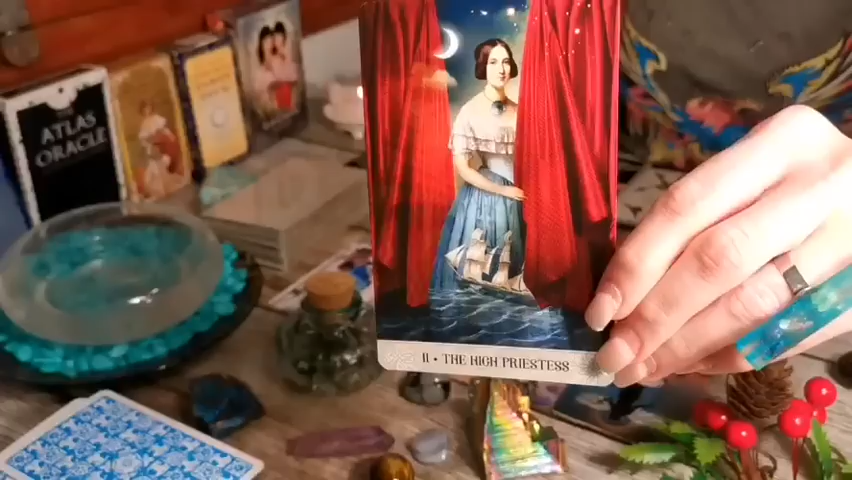 ATLAS
ORACLE
II • THE HIGH PRIESTESS